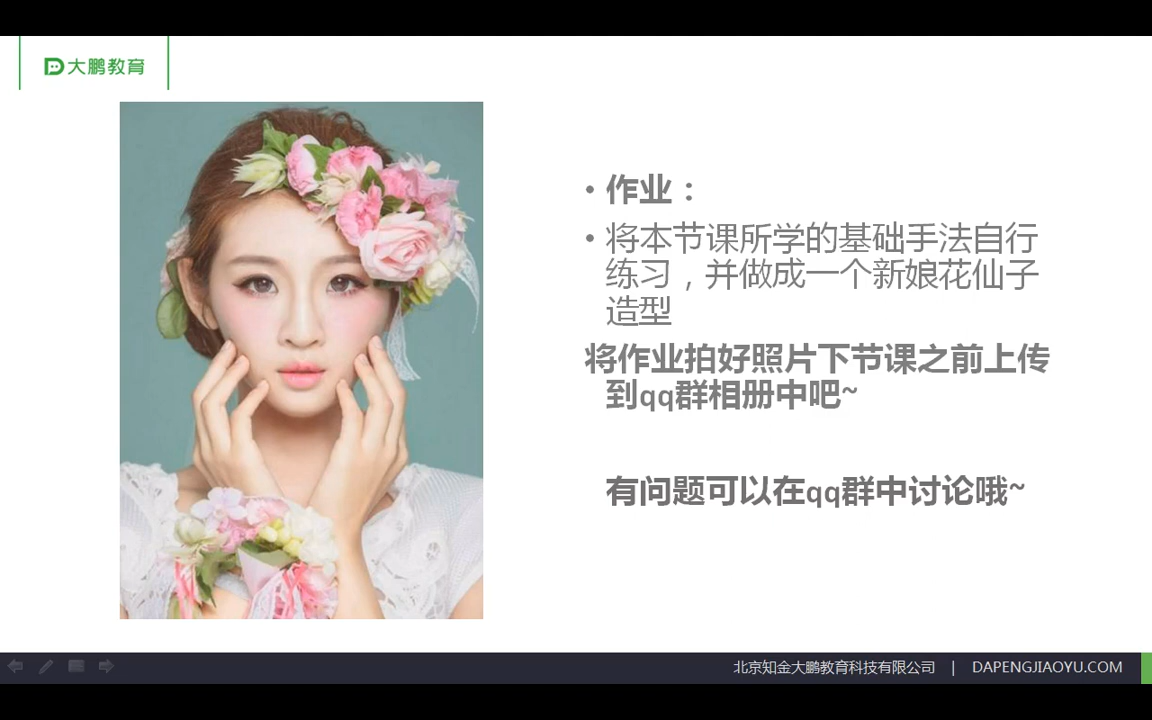 大鹏教育
• 作业：
• 将本节课所学的基础手法自行
练习，并做成一个新娘花仙子
造型
将作业拍好照片下节课之前上传
到qq群相册中吧~
有问题可以在qq群中讨论哦~
北京知金大鹏教育科技有限公司 | DAPENGJIAOYU.COM